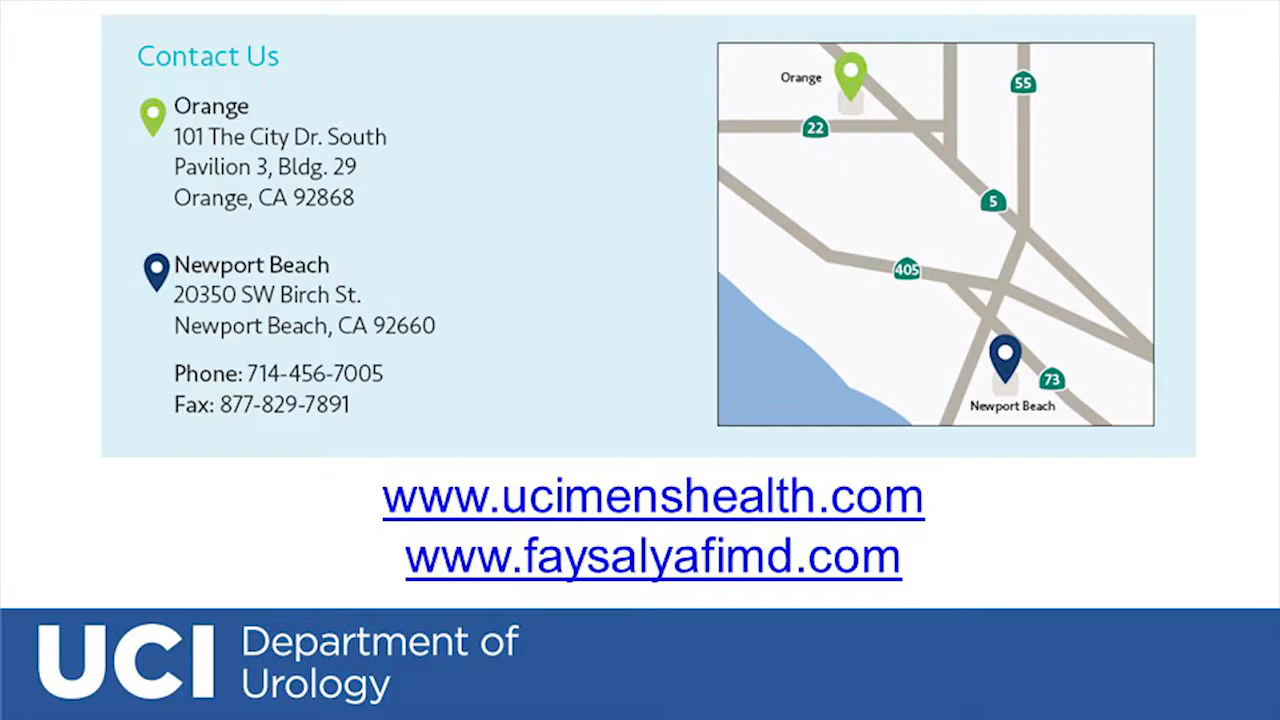 Contact Us
Orange
101 The City Dr. South
Pavilion 3, Bldg. 29
Orange, CA 92868
Newport Beach
20350 SW Birch St.
Newport Beach, CA 92660
Phone: 714-456-7005
Fax: 877-829-7891
Orange
55
22
5
405
73
Newport Beach
www.ucimenshealth.com
www.faysalyafimd.com
UCI Department of
Urology